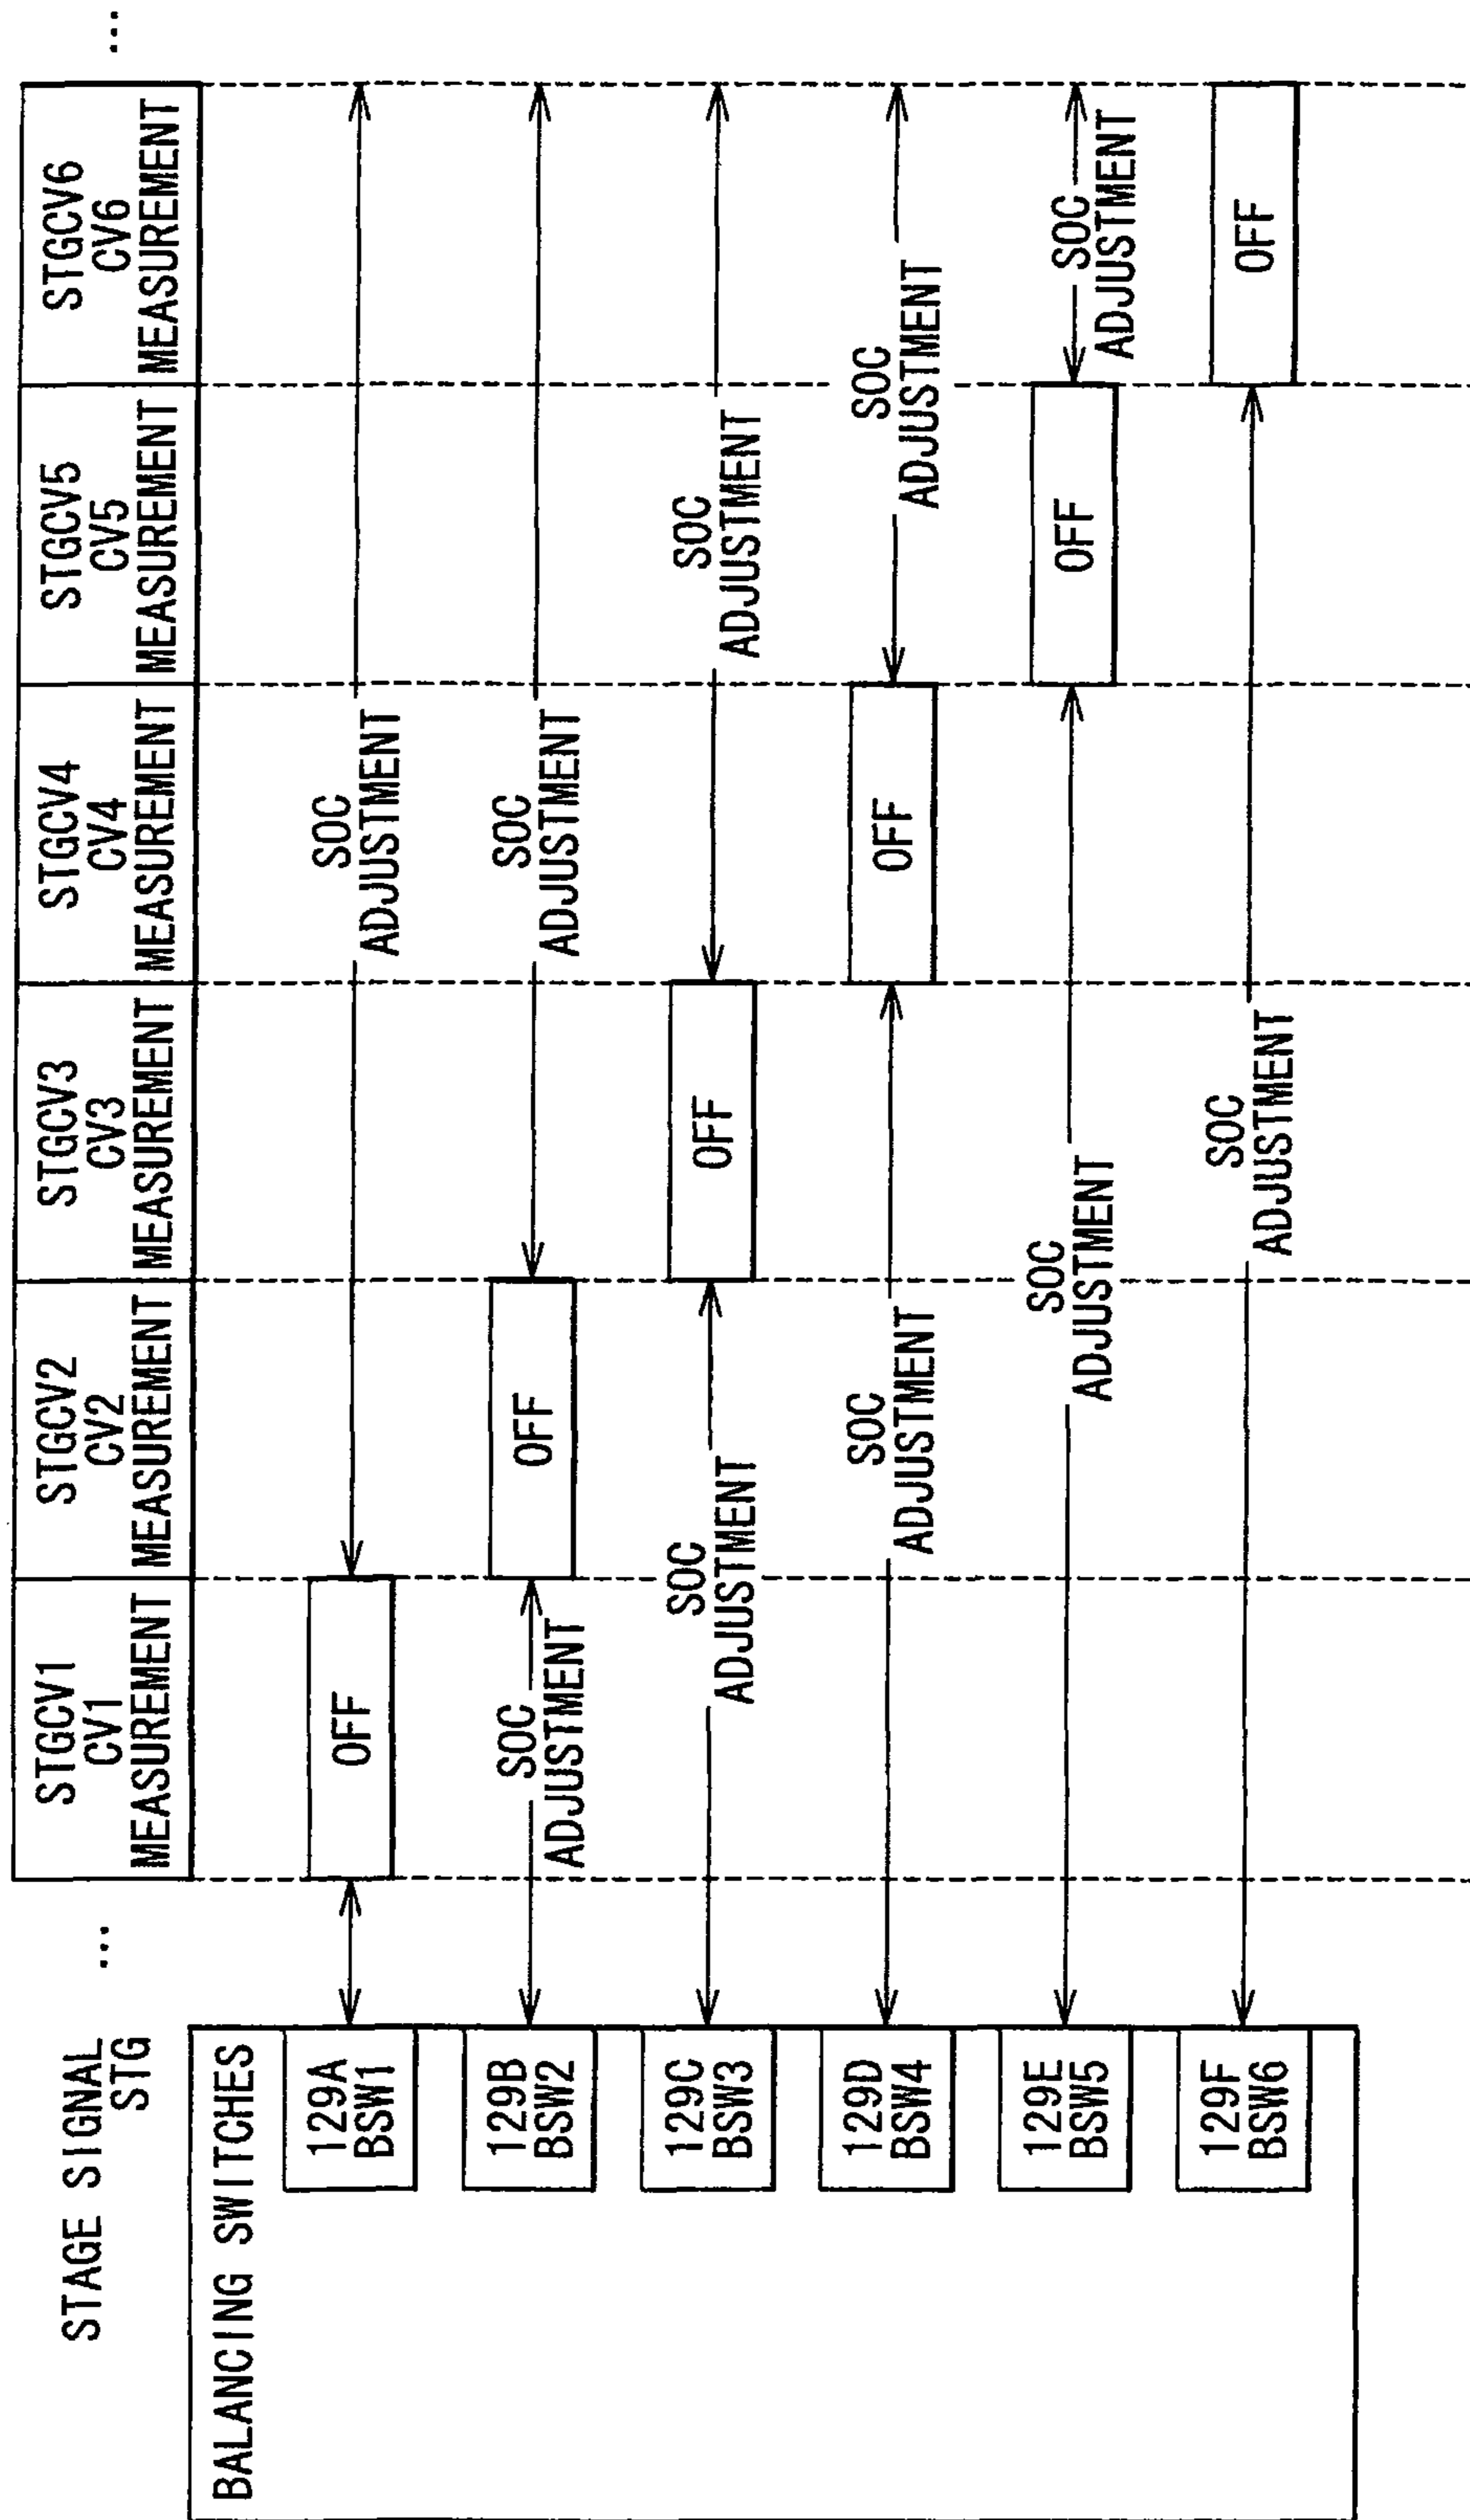 STAGE SIGNAL
STG
...
STGCV1
CV1
MEASUREMENT
STGCV2
CV2
MEASUREMENT
STGCV3
CV3
MEASUREMENT
STGCV4
CV4
MEASUREMENT
STGCV5
CV5
MEASUREMENT
STGCV6
CV6
MEASUREMENT
...
BALANCING SWITCHES
129A
BSW1
OFF
SOC
ADJUSTMENT
129B
BSW2
SOC
ADJUSTMENT
OFF
SOC
ADJUSTMENT
129C
BSW3
SOC
ADJUSTMENT
OFF
SOC
ADJUSTMENT
129D
BSW4
SOC
ADJUSTMENT
OFF
SOC
ADJUSTMENT
129E
BSW5
SOC
ADJUSTMENT
OFF
SOC
ADJUSTMENT
129F
BSW6
SOC
ADJUSTMENT
OFF